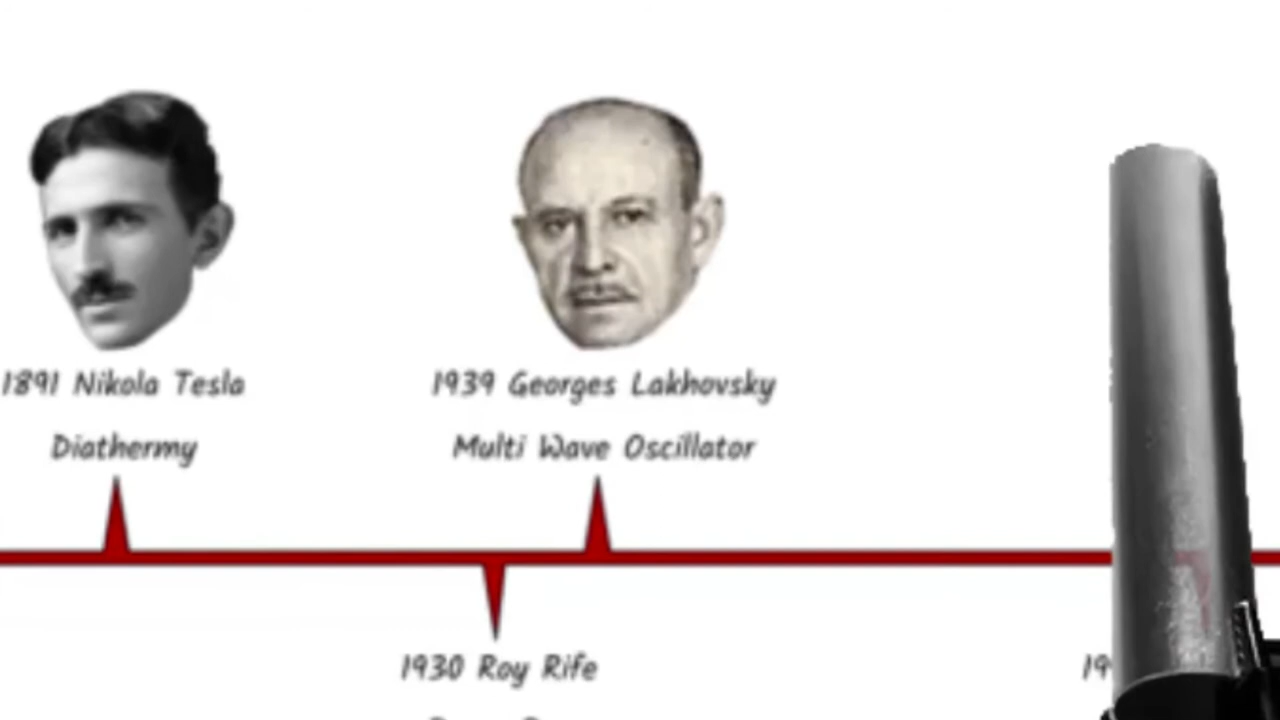 1891 Nikola Tesla
Diathermy
1939 Georges Lakhovsky
Multi Wave Oscillator
1930 Roy Rife